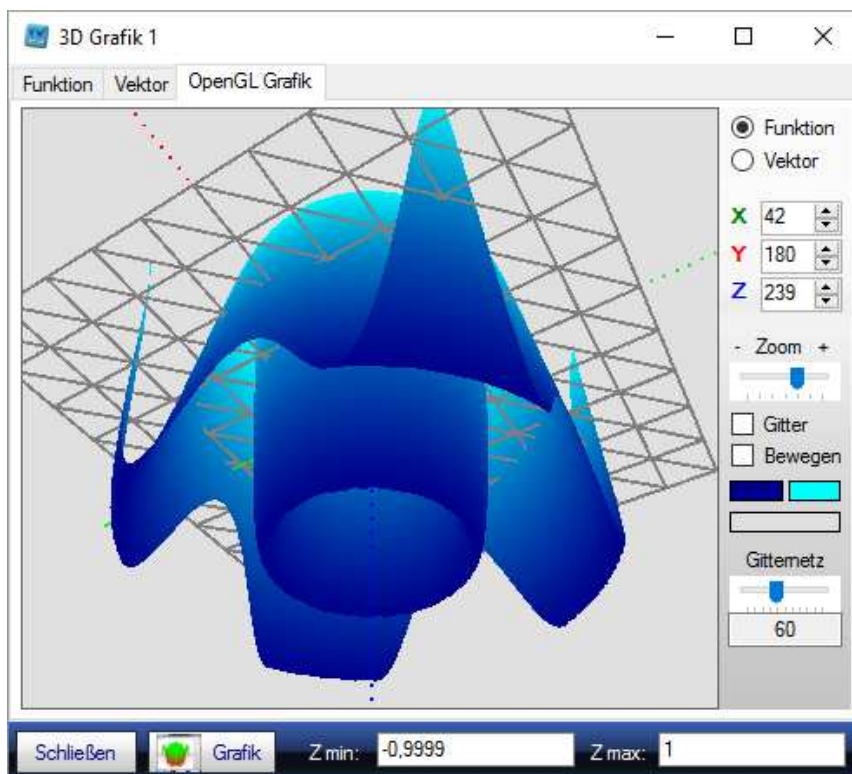 3D Grafik 1
Funktion Vektor OpenGL Grafik
Funktion
Vektor
X 42
Y 180
Z 239
- Zoom +
Gitter
Bewegen
Gitternetz
60
Schließen Grafik Z min: -0,9999 Z max: 1